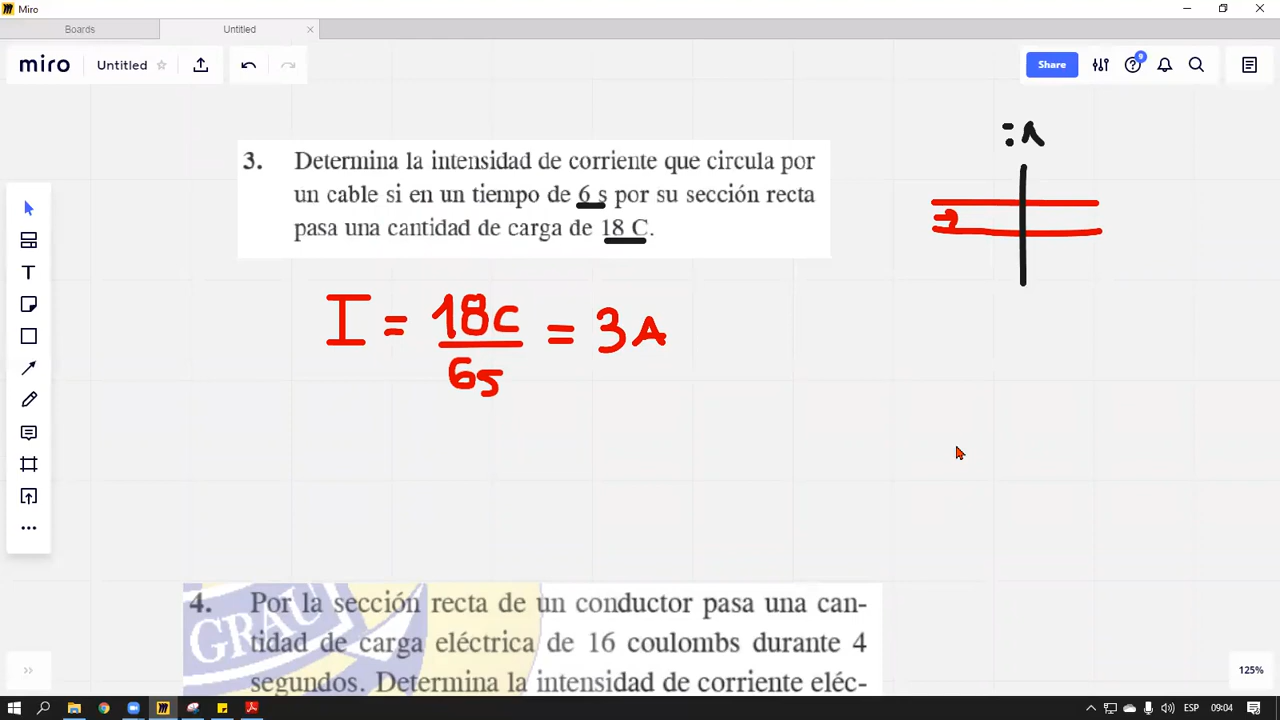 Miro
Boards
Untitled
miro
Untitled
Share
9
3. Determina la intensidad de corriente que circula por
un cable si en un tiempo de 6 s por su sección recta
pasa una cantidad de carga de 18 C.
I = 18C / 6s = 3A
4. Por la sección recta de un conductor pasa una can-
tidad de carga eléctrica de 16 coulombs durante 4
segundos. Determina la intensidad de corriente eléc-
GRAU
125%
ESP
09:04